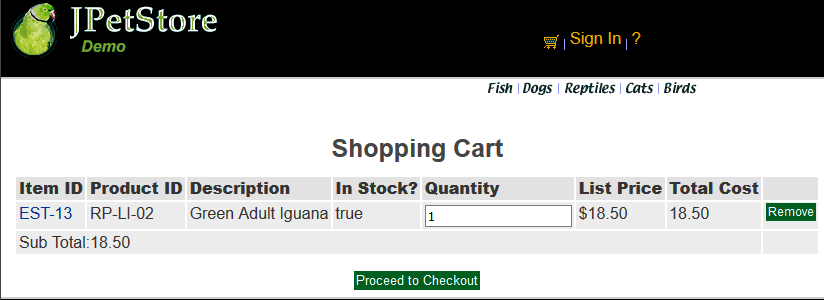 JPetStore
Demo
Sign In | ?
Fish | Dogs | Reptiles | Cats | Birds
Shopping Cart
Item ID Product ID Description In Stock? Quantity List Price Total Cost
EST-13 RP-LI-02 Green Adult Iguana true 1 $18.50 18.50 Remove
Sub Total:18.50
Proceed to Checkout